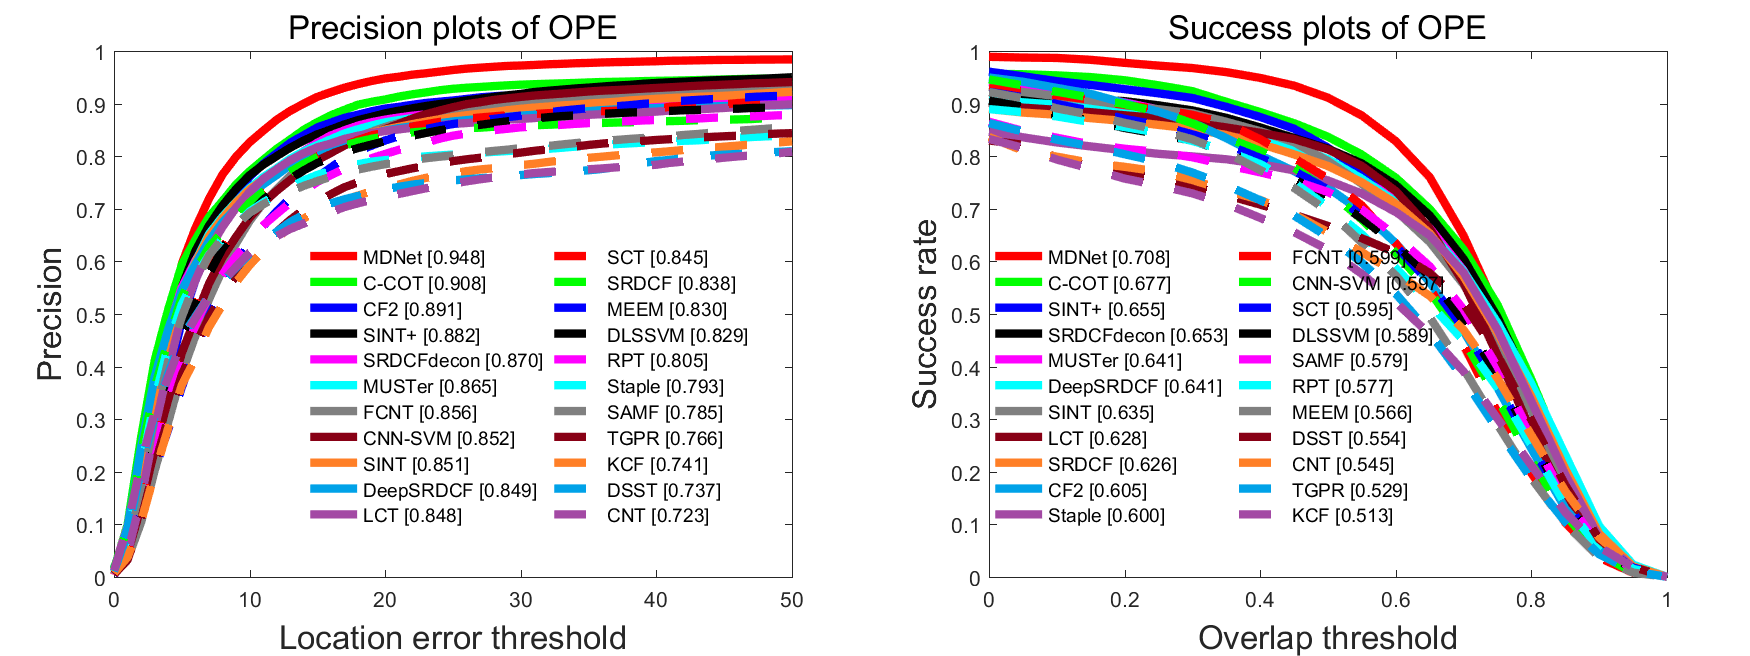 Precision plots of OPE
Precision
1
0.9
0.8
0.7
0.6
0.5
0.4
0.3
0.2
0.1
0
MDNet [0.948]
C-COT [0.908]
CF2 [0.891]
SINT+ [0.882]
SRDCFdecon [0.870]
MUSTer [0.865]
FCNT [0.856]
CNN-SVM [0.852]
SINT [0.851]
DeepSRDCF [0.849]
LCT [0.848]
SCT [0.845]
SRDCF [0.838]
MEEM [0.830]
DLSSVM [0.829]
RPT [0.805]
Staple [0.793]
SAMF [0.785]
TGPR [0.766]
KCF [0.741]
DSST [0.737]
CNT [0.723]
0 10 20 30 40 50
Location error threshold
Success plots of OPE
Success rate
1
0.9
0.8
0.7
0.6
0.5
0.4
0.3
0.2
0.1
0
MDNet [0.708]
C-COT [0.677]
SINT+ [0.655]
SRDCFdecon [0.653]
MUSTer [0.641]
DeepSRDCF [0.641]
SINT [0.635]
LCT [0.628]
SRDCF [0.626]
CF2 [0.605]
Staple [0.600]
FCNT [0.599]
CNN-SVM [0.597]
SCT [0.595]
DLSSVM [0.589]
SAMF [0.579]
RPT [0.577]
MEEM [0.566]
DSST [0.554]
CNT [0.545]
TGPR [0.529]
KCF [0.513]
0 0.2 0.4 0.6 0.8 1
Overlap threshold